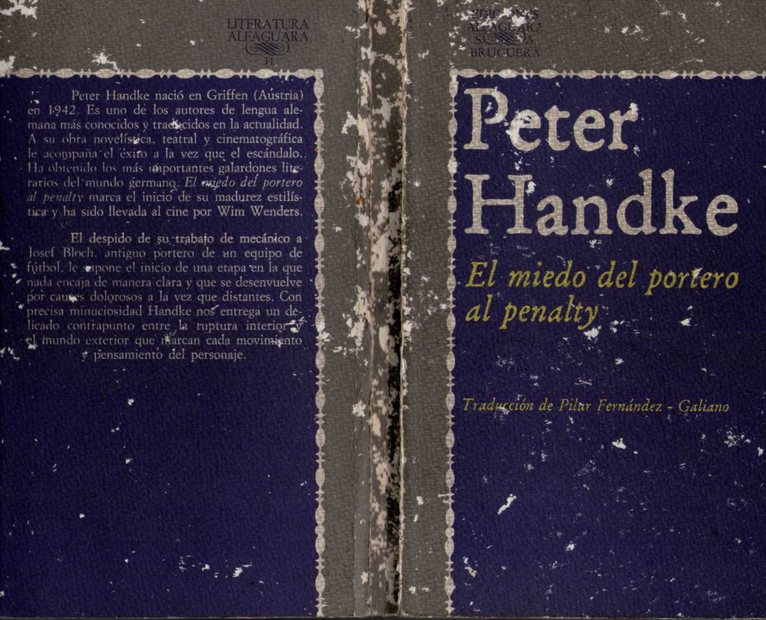 LITERATURA
ALFAGUARA
31
Peter Handke nació en Griffen (Austria)
en 1942. Es uno de los autores de lengua ale-
mana más conocidos y traducidos en la actualidad.
A su obra novelística, teatral y cinematográfica
le acompaña el éxito a la vez que el escándalo.
Ha obtenido los más importantes galardones lite-
rarios del mundo germano. El miedo del portero
al penalty marca el inicio de su madurez estilís-
tica y ha sido llevada al cine por Wim Wenders.
El despido de su trabajo de mecánico a
Josef Bloch, antiguo portero de un equipo de
fútbol, le supone el inicio de una etapa en la que
nada encaja de manera clara y que se desenvuelve
por cauces dolorosos a la vez que distantes. Con
precisa minuciosidad Handke nos entrega un de-
licado contrapunto entre la ruptura interior y
el mundo exterior que marcan cada movimiento
y pensamiento del personaje.
ALFAGUARA
BRUGUERA
Peter
Handke
El miedo del portero
al penalty
Traducción de Pilar Fernández - Galiano